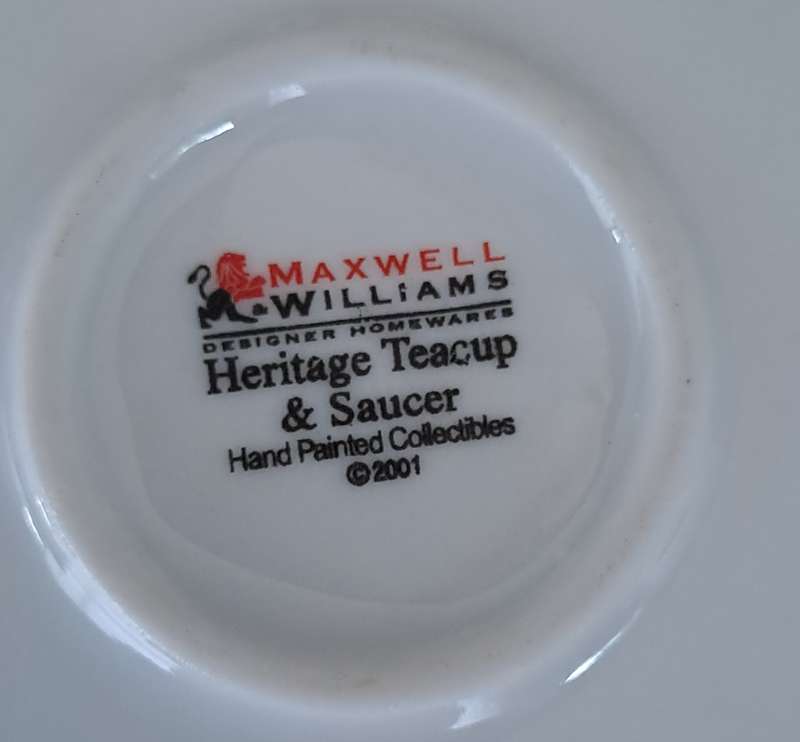 MAXWELL
& WILLIAMS
DESIGNER HOMEWARES
Heritage Teacup
& Saucer
Hand Painted Collectibles
©2001